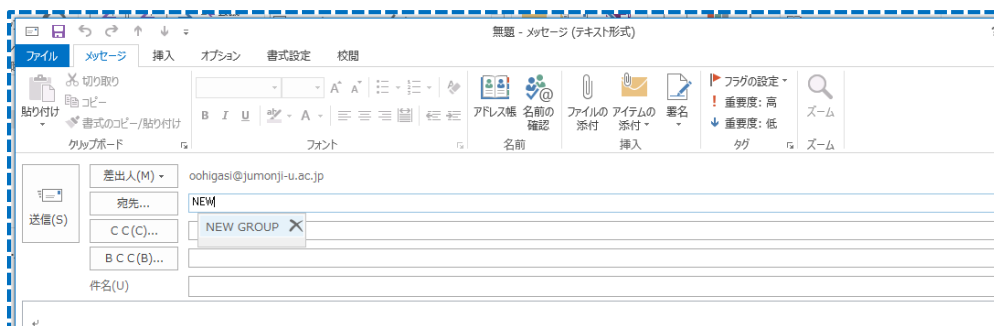 無題 - メッセージ (テキスト形式)
ファイル メッセージ 挿入 オプション 書式設定 校閲
貼り付け
切り取り
コピー
書式のコピー/貼り付け
クリップボード
B I U
フォント
アドレス帳 名前の確認
名前
ファイルの添付 アイテムの添付 署名
挿入
フラグの設定
重要度: 高
重要度: 低
タグ
ズーム
ズーム
送信(S)
差出人(M) oohigasi@jumonji-u.ac.jp
宛先... NEW
NEW GROUP
C C(C)...
B C C(B)...
件名(U)